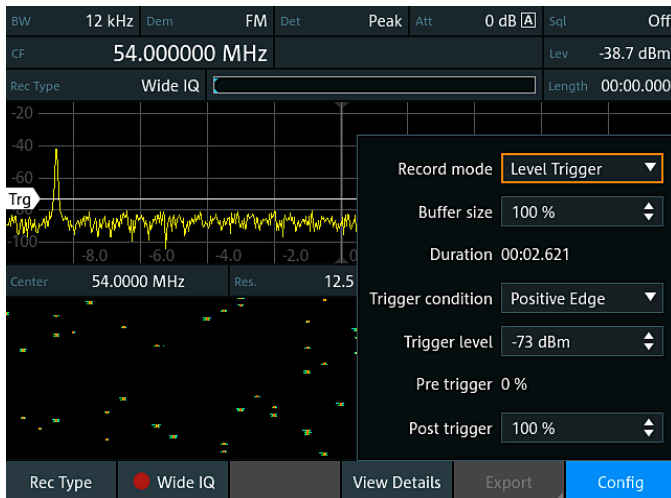 BW 12 kHz Dem FM Det Peak Att 0 dB A Sql Off
CF 54.000000 MHz Lev -38.7 dBm
Rec Type Wide IQ Length 00:00.000
-20
-40
-60
Trg
-80
-100
-8.0 -6.0 -4.0 -2.0 0
Center 54.0000 MHz Res. 12.5
Record mode Level Trigger
Buffer size 100 %
Duration 00:02.621
Trigger condition Positive Edge
Trigger level -73 dBm
Pre trigger 0 %
Post trigger 100 %
Rec Type Wide IQ View Details Export Config